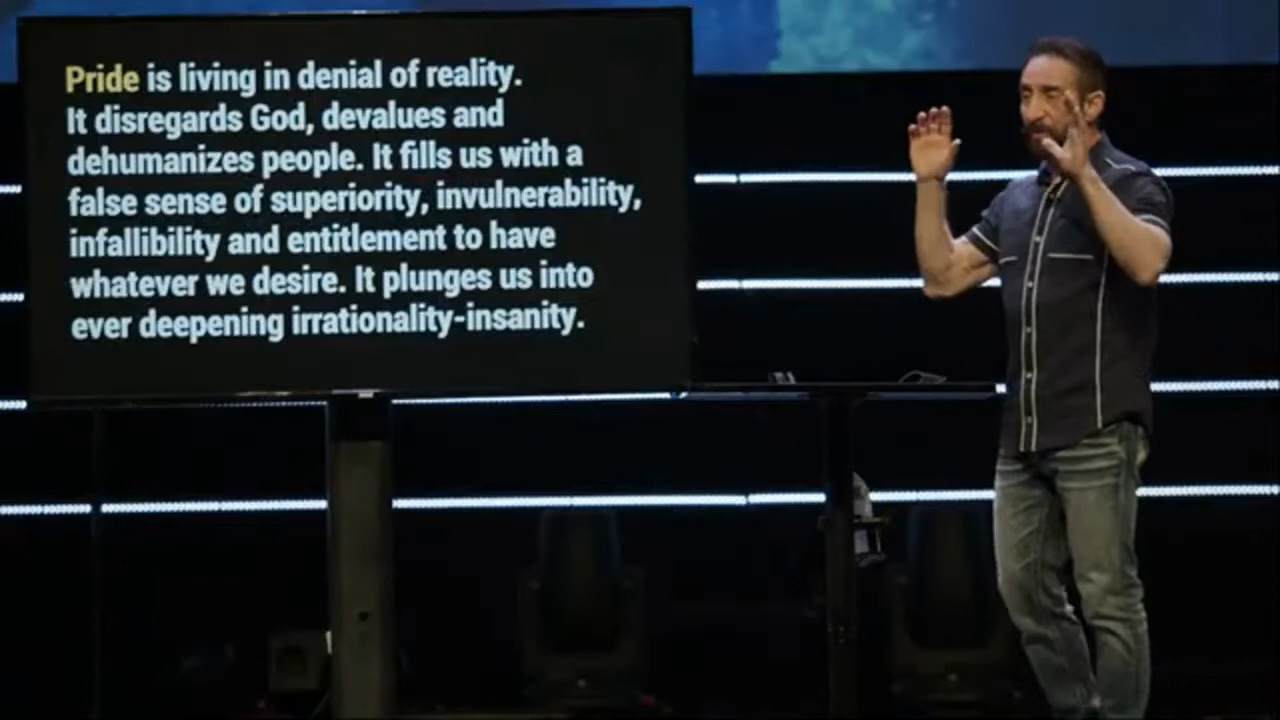 Pride is living in denial of reality.
It disregards God, devalues and
dehumanizes people. It fills us with a
false sense of superiority, invulnerability,
infallibility and entitlement to have
whatever we desire. It plunges us into
ever deepening irrationality-insanity.